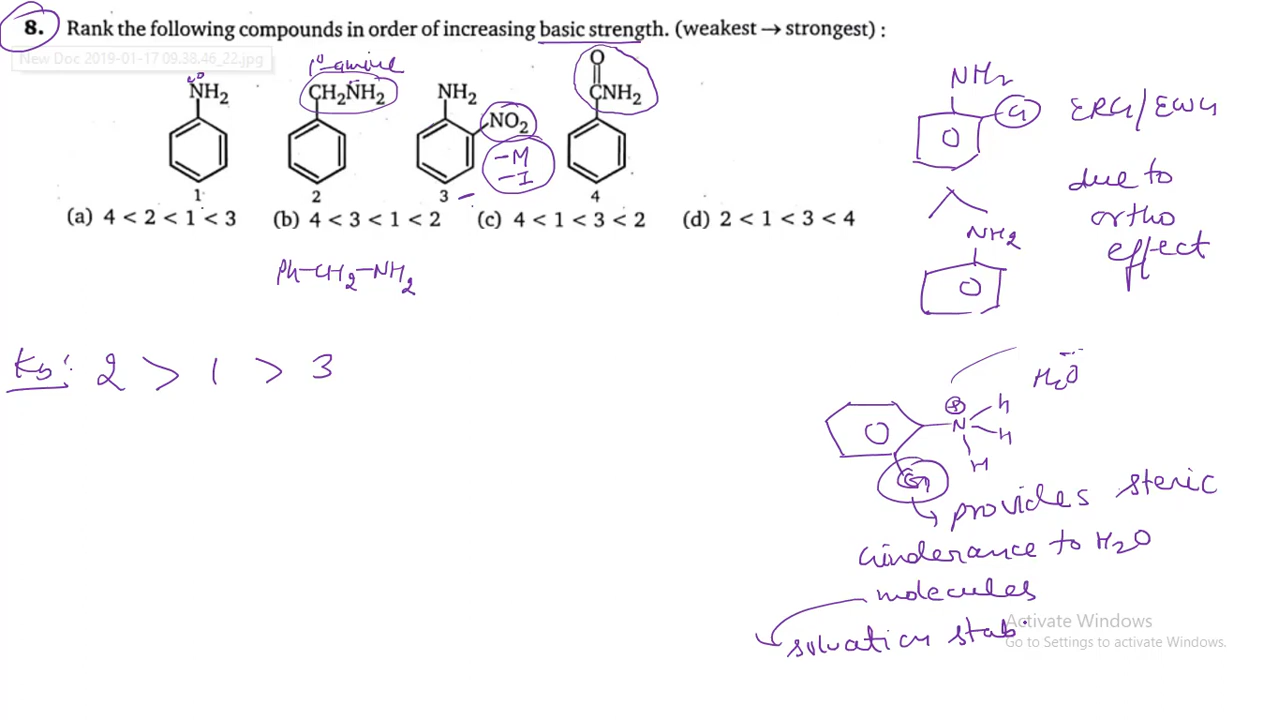 8. Rank the following compounds in order of increasing basic strength. (weakest → strongest) :
New Doc 2019-01-17 09.38.46_22.jpg
1° amine
NH2
CH2NH2
NH2
NO2
-M
-I
O
CNH2
1
2
3
4
(a) 4 < 2 < 1 < 3 (b) 4 < 3 < 1 < 2 (c) 4 < 1 < 3 < 2 (d) 2 < 1 < 3 < 4
Ph-CH2-NH2
Kb: 2 > 1 > 3
NH2
G
ERG/EWG
due to
ortho
effect
NH2
H2O
⊕
N
H
H
H
G
provides steric
hinderance to H2O
molecules
solvation stab
Activate Windows
Go to Settings to activate Windows.